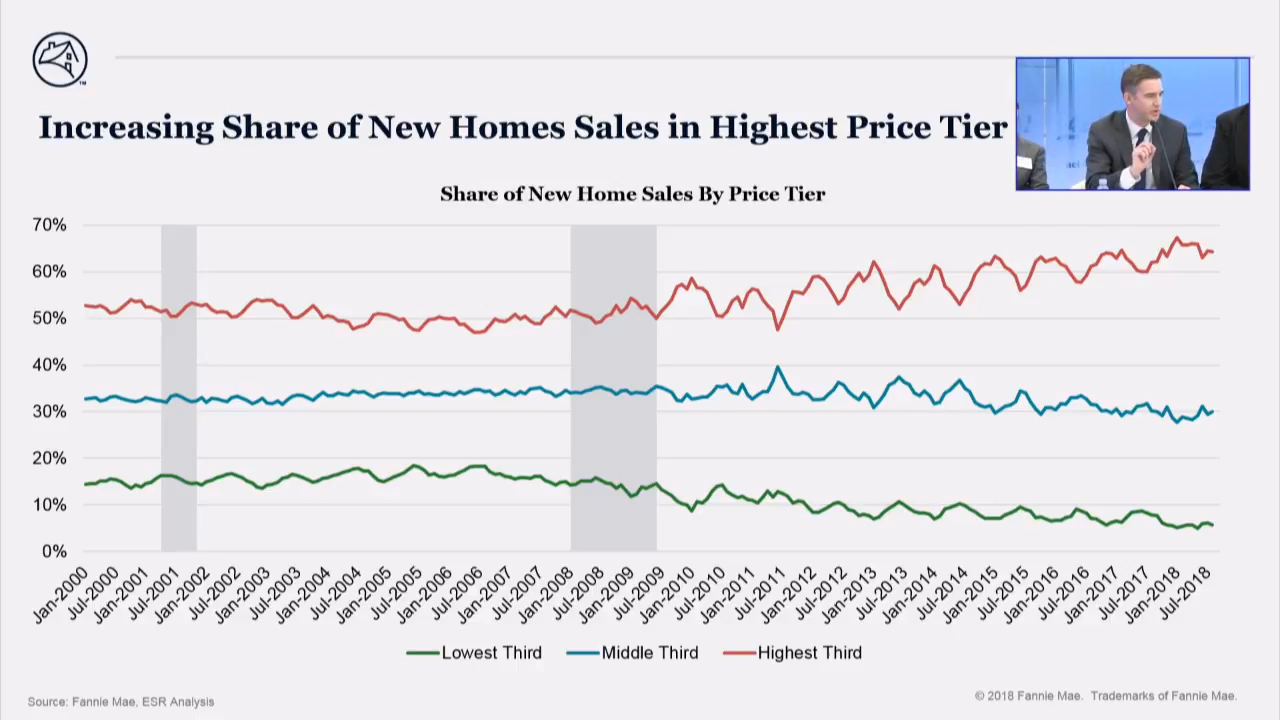 Increasing Share of New Homes Sales in Highest Price Tier
Share of New Home Sales By Price Tier
70%
60%
50%
40%
30%
20%
10%
0%
Jan-2000
Jul-2000
Jan-2001
Jul-2001
Jan-2002
Jul-2002
Jan-2003
Jul-2003
Jan-2004
Jul-2004
Jan-2005
Jul-2005
Jan-2006
Jul-2006
Jan-2007
Jul-2007
Jan-2008
Jul-2008
Jan-2009
Jul-2009
Jan-2010
Jul-2010
Jan-2011
Jul-2011
Jan-2012
Jul-2012
Jan-2013
Jul-2013
Jan-2014
Jul-2014
Jan-2015
Jul-2015
Jan-2016
Jul-2016
Jan-2017
Jul-2017
Jan-2018
Jul-2018
Lowest Third Middle Third Highest Third
Source: Fannie Mae, ESR Analysis
© 2018 Fannie Mae. Trademarks of Fannie Mae.